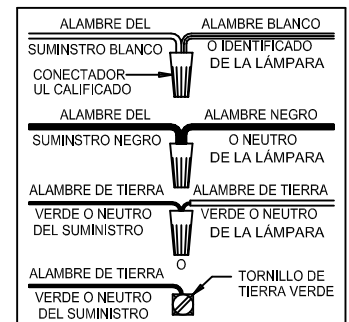 ALAMBRE DEL ALAMBRE BLANCO
SUMINSTRO BLANCO O IDENTIFICADO
DE LA LÁMPARA
CONECTADOR
UL CALIFICADO
ALAMBRE DEL ALAMBRE NEGRO
SUMINSTRO NEGRO O NEUTRO
DE LA LÁMPARA
ALAMBRE DE TIERRA ALAMBRE DE TIERRA
VERDE O NEUTRO VERDE O NEUTRO
DEL SUMINISTRO DE LA LÁMPARA
O
ALAMBRE DE TIERRA TORNILLO DE
TIERRA VERDE
VERDE O NEUTRO
DEL SUMINISTRO